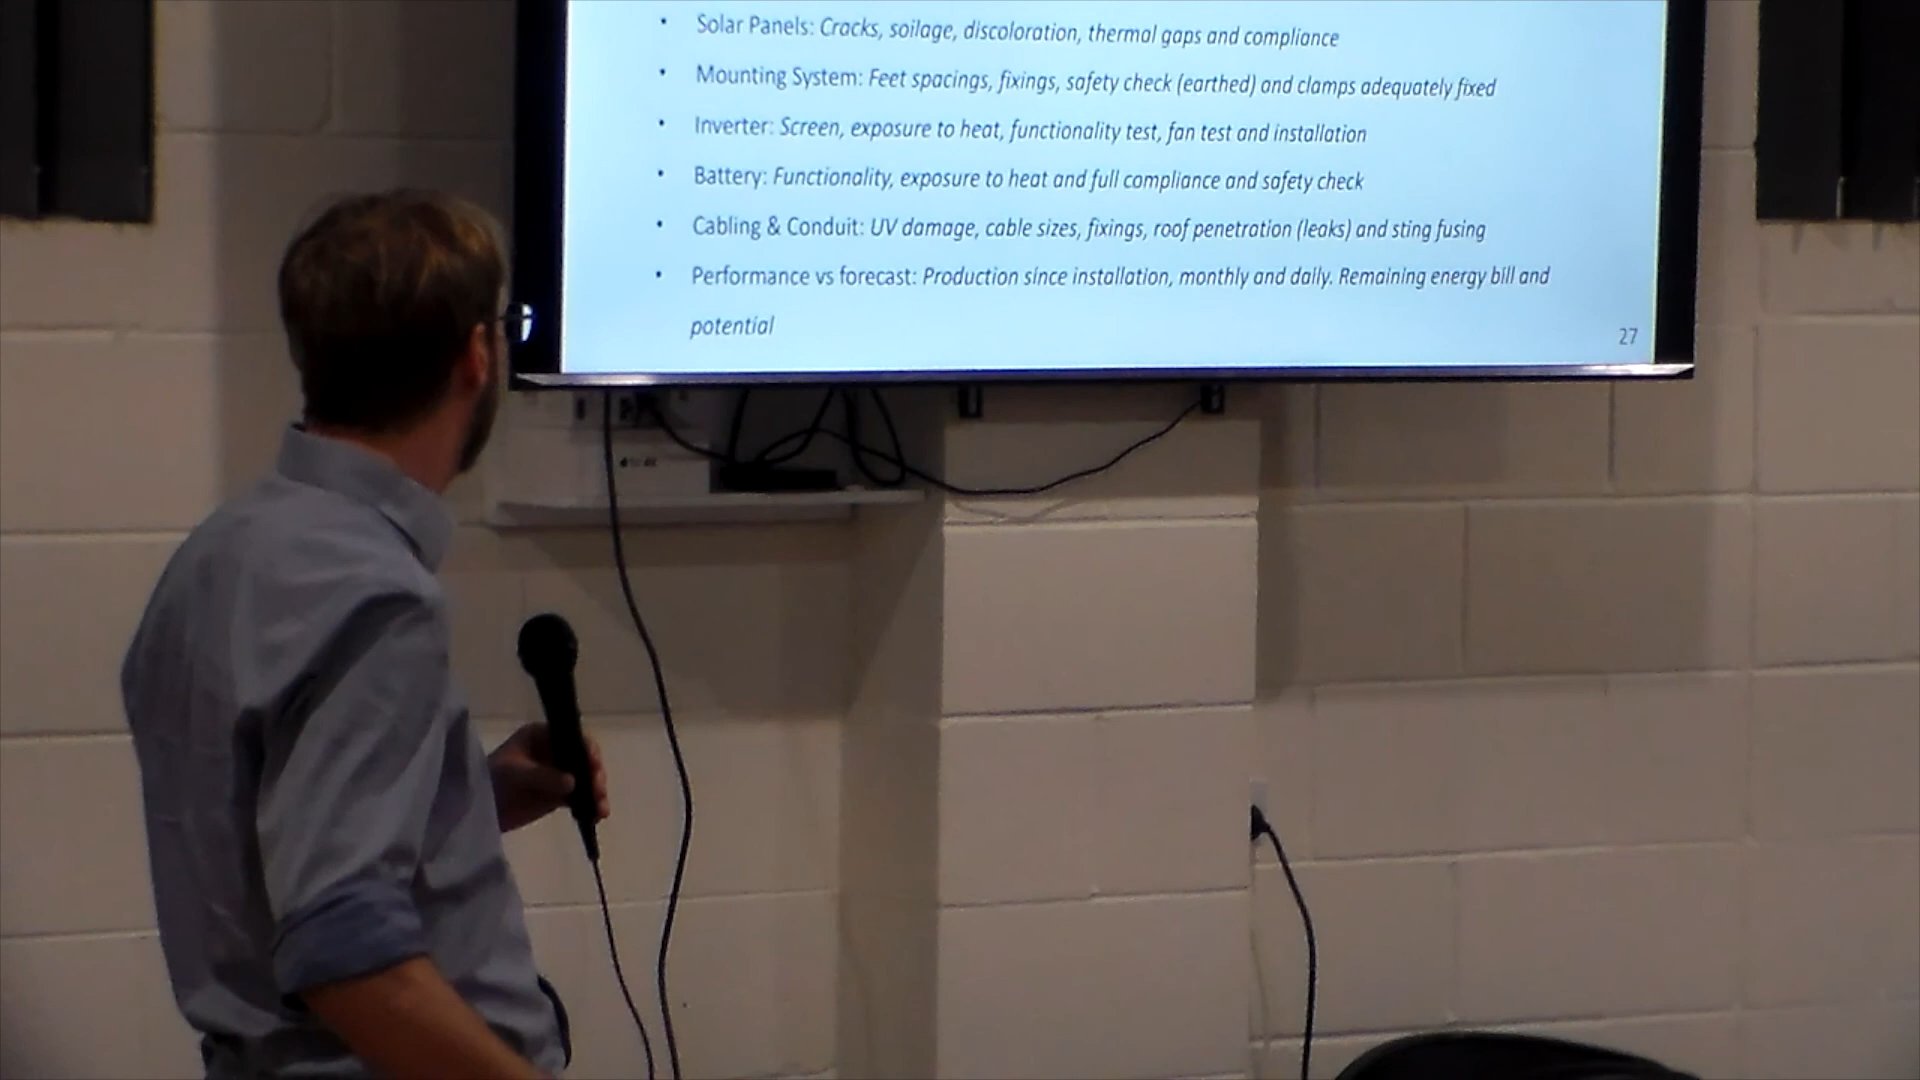 • Solar Panels: Cracks, soilage, discoloration, thermal gaps and compliance
• Mounting System: Feet spacings, fixings, safety check (earthed) and clamps adequately fixed
• Inverter: Screen, exposure to heat, functionality test, fan test and installation
• Battery: Functionality, exposure to heat and full compliance and safety check
• Cabling & Conduit: UV damage, cable sizes, fixings, roof penetration (leaks) and sting fusing
• Performance vs forecast: Production since installation, monthly and daily. Remaining energy bill and
potential
27